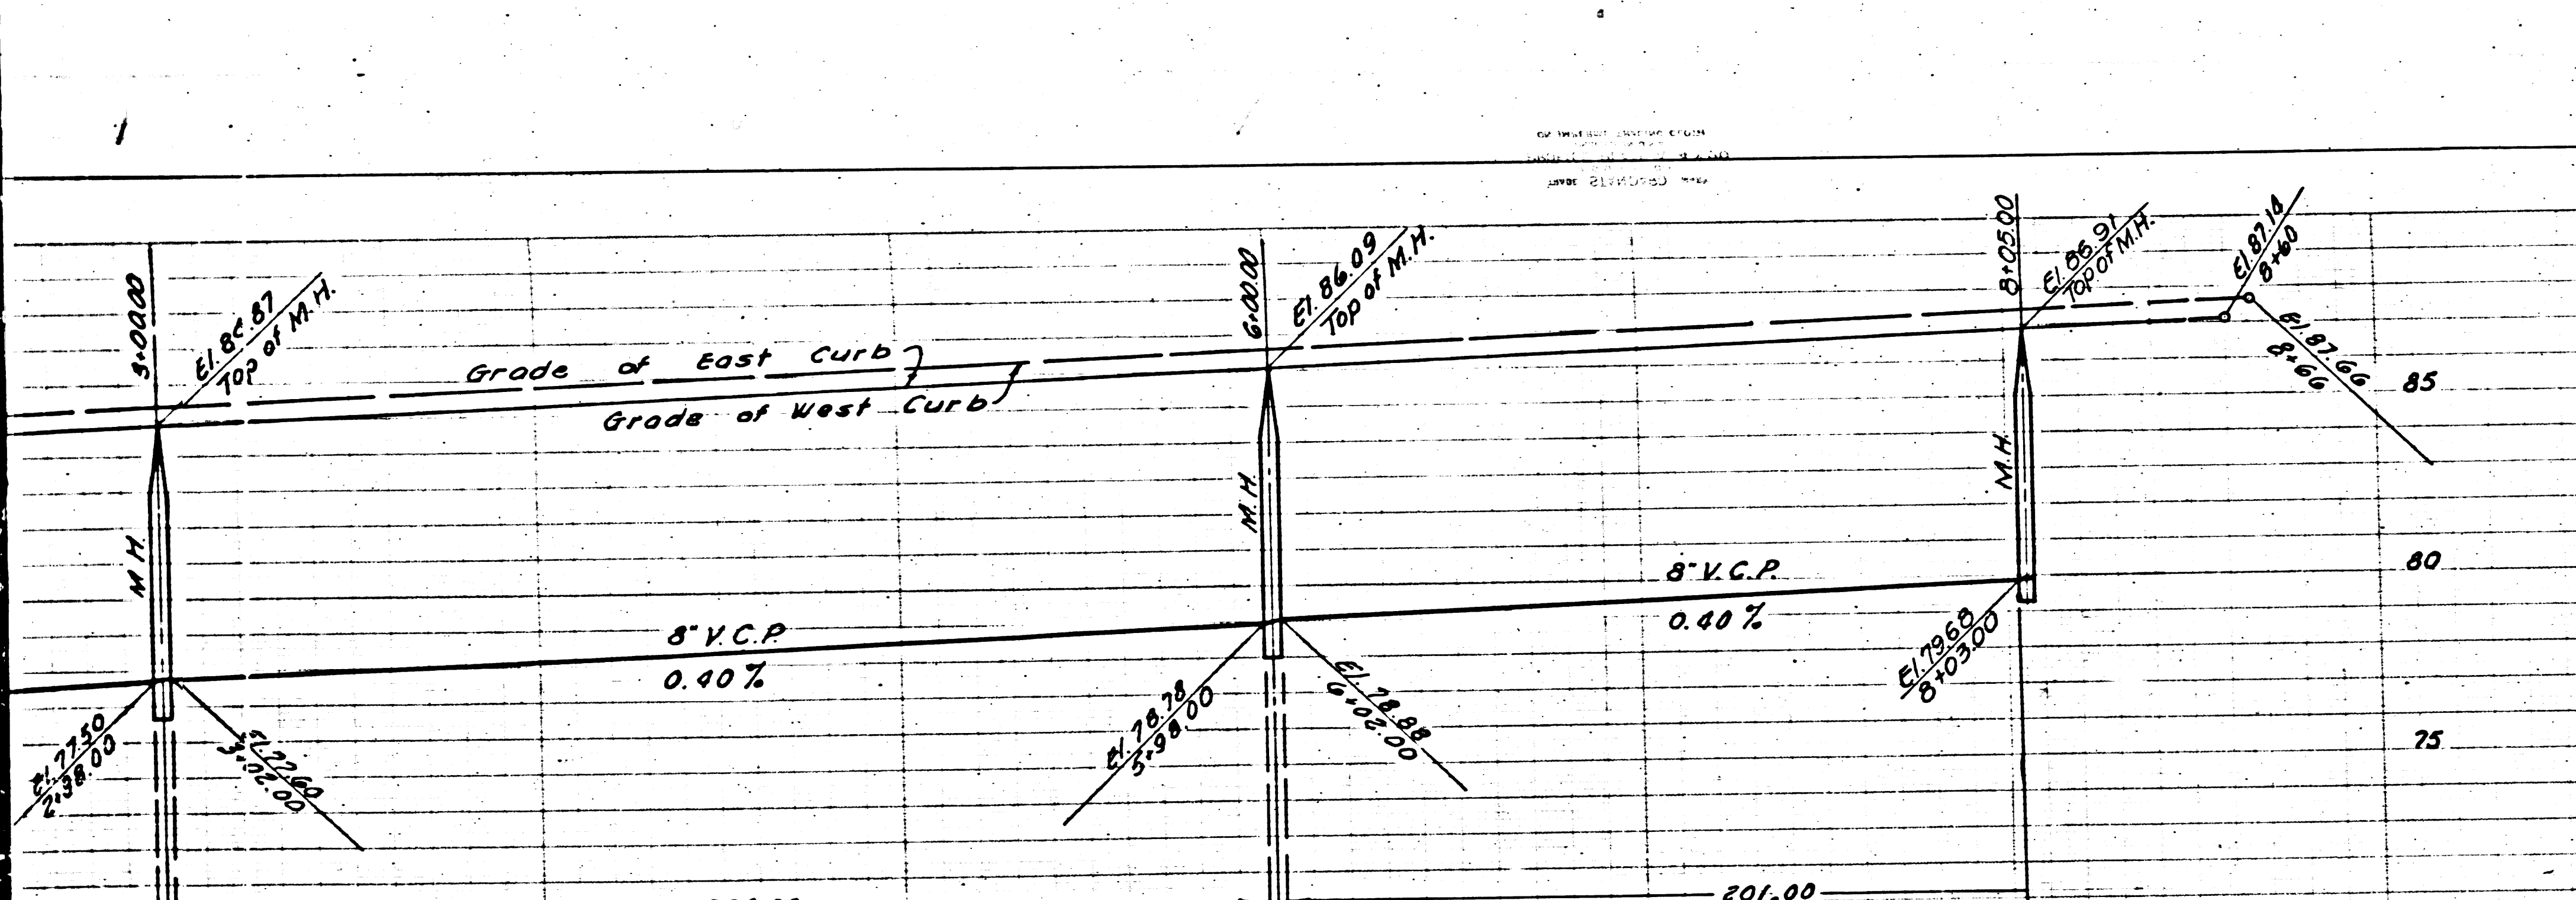 3+00.00
El. 84.87
Top of M.H.
6+00.00
El. 86.09
Top of M.H.
8+05.00
El. 86.91
Top of M.H.
El. 87.14
8+60
El. 87.66
8+66
Grade of East Curb
Grade of West Curb
85
M.H.
M.H.
M.H.
80
8" V.C.P.
0.40 %
8" V.C.P.
0.40 %
El. 77.50
2+98.00
El. 77.60
3+02.00
El. 78.78
5+98.00
El. 78.88
6+02.00
El. 79.68
8+03.00
75
201.00